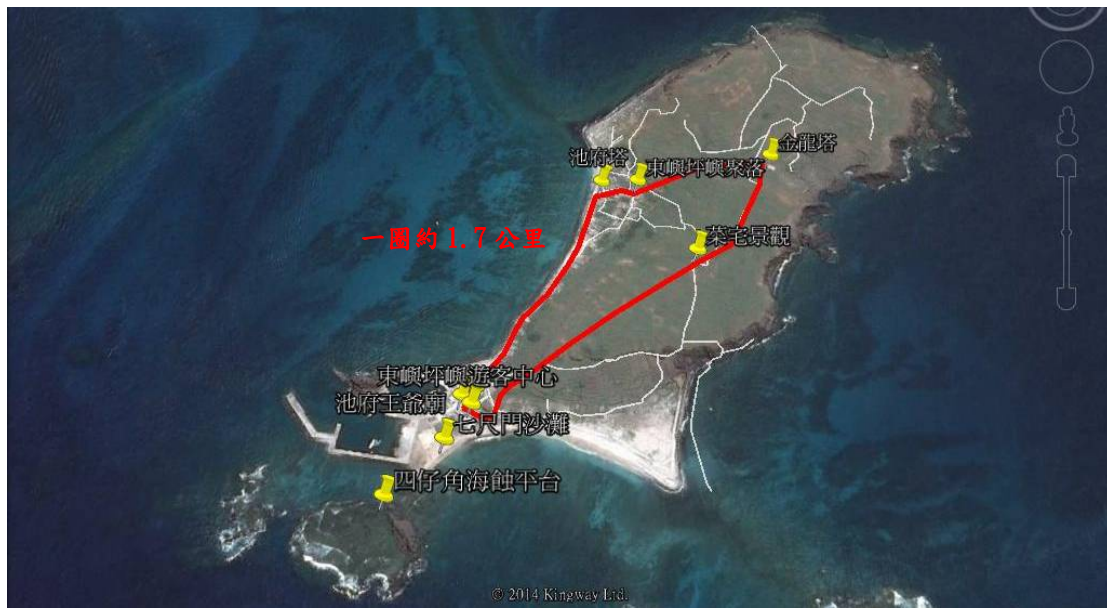 金龍塔
池府塔
東嶼坪嶼聚落
一圈約1.7公里
菜宅景觀
東嶼坪嶼遊客中心
池府王爺廟
七尺門沙灘
四仔角海蝕平台
© 2014 Kingway Ltd.